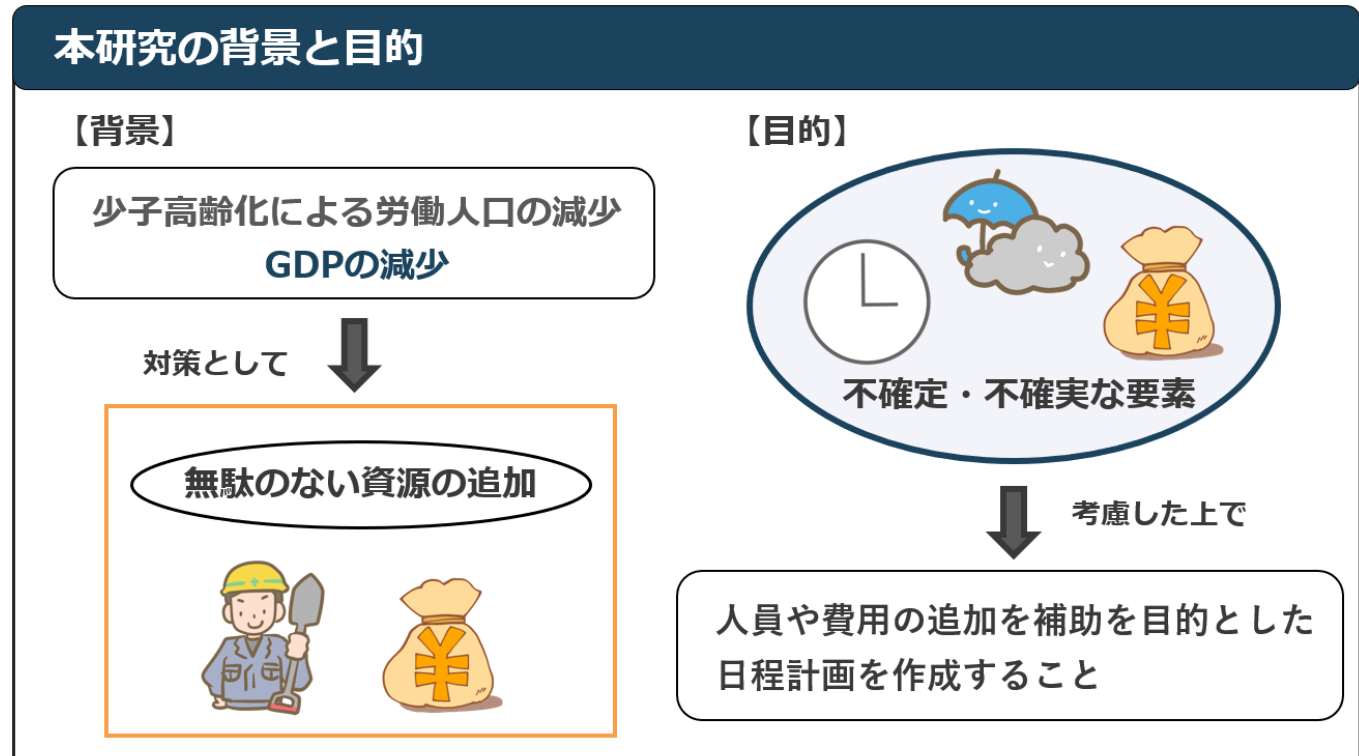 本研究の背景と目的
【背景】
少子高齢化による労働人口の減少
GDPの減少
対策として
無駄のない資源の追加
¥
【目的】
¥
不確定・不確実な要素
考慮した上で
人員や費用の追加を補助を目的とした
日程計画を作成すること